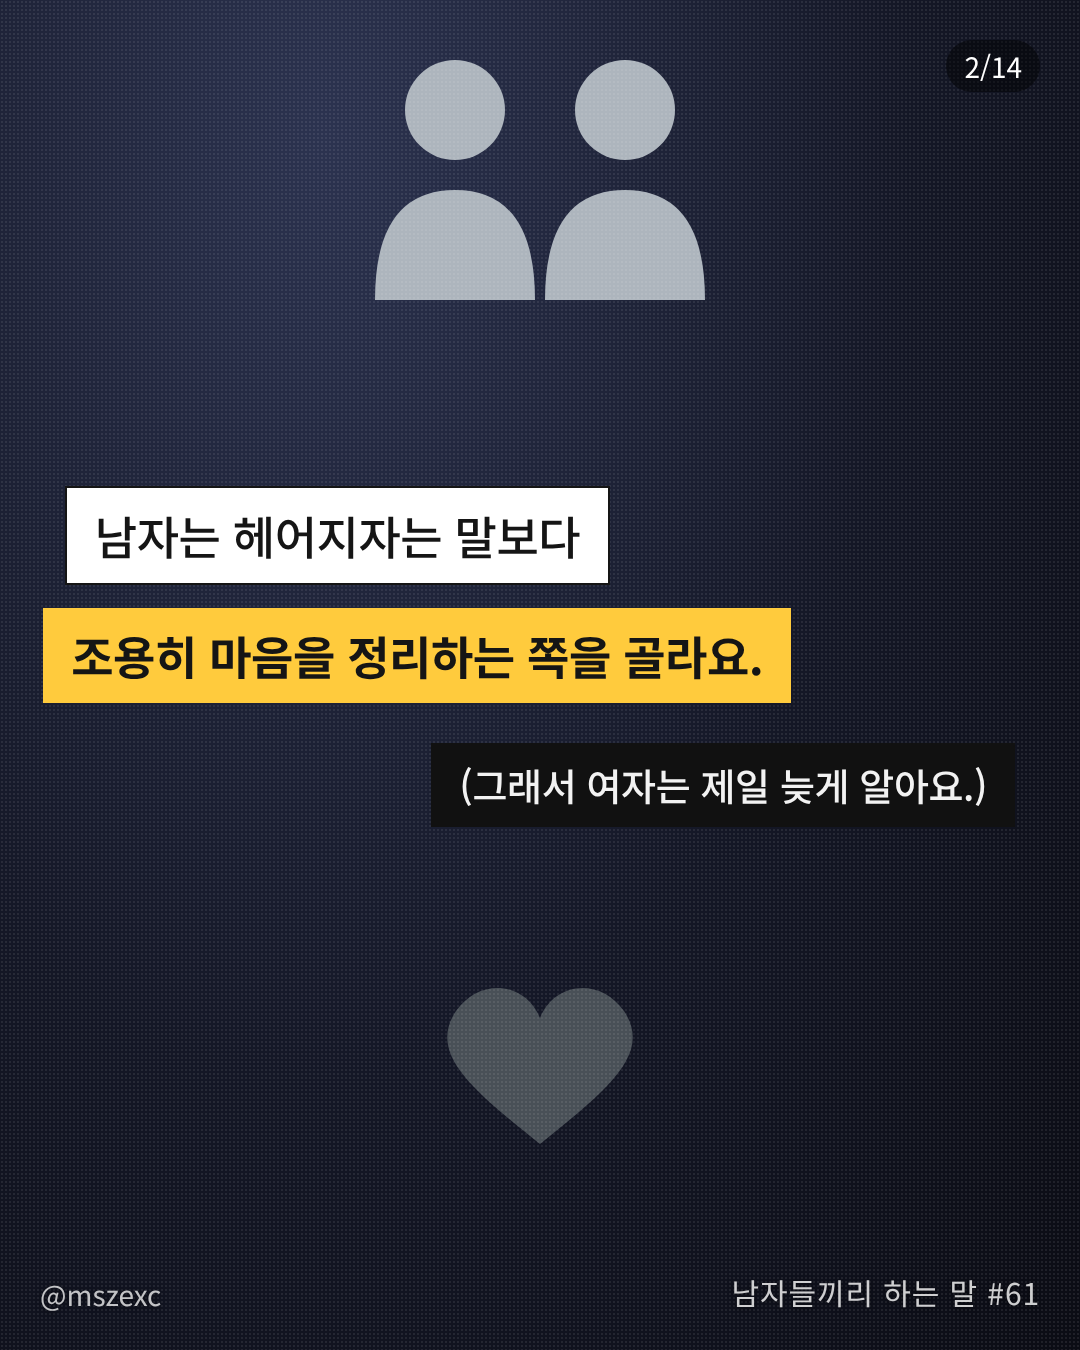 2/14
남자는 헤어지자는 말보다
조용히 마음을 정리하는 쪽을 골라요.
(그래서 여자는 제일 늦게 알아요.)
@mszexc
남자들끼리 하는 말 #61